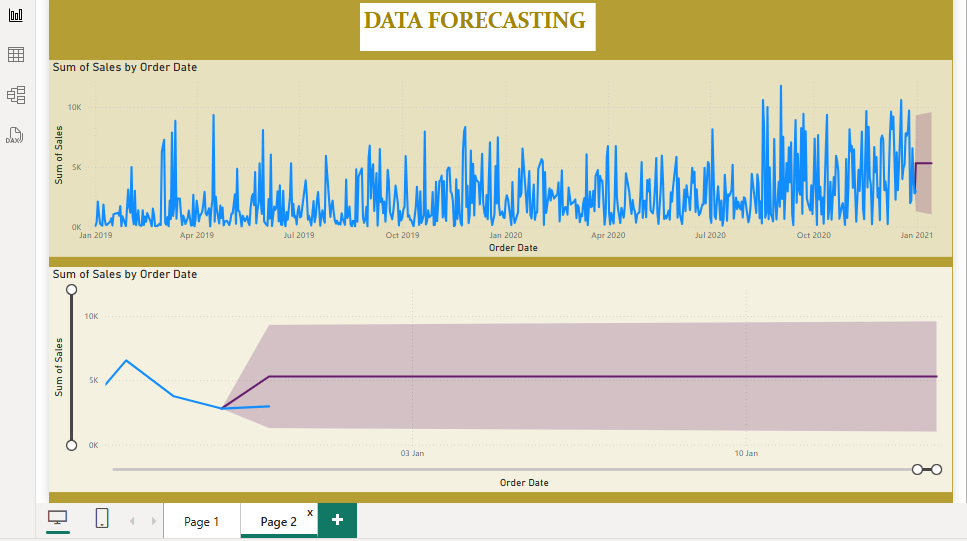 DATA FORECASTING
Sum of Sales by Order Date
10K
5K
0K
Sum of Sales
Jan 2019 Apr 2019 Jul 2019 Oct 2019 Jan 2020 Apr 2020 Jul 2020 Oct 2020 Jan 2021
Order Date
DAX
Sum of Sales by Order Date
10K
5K
0K
Sum of Sales
03 Jan 10 Jan
Order Date
Page 1 Page 2 x +